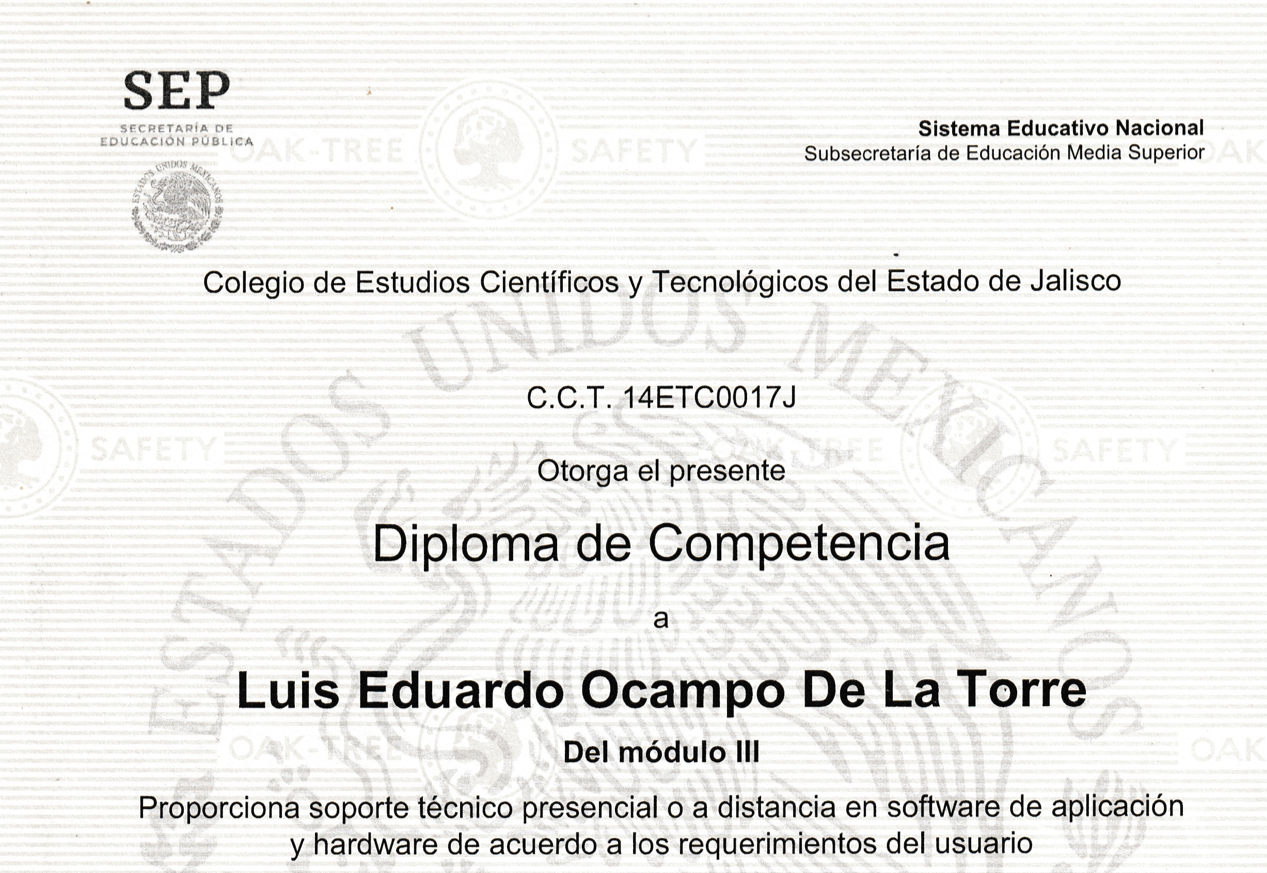 SEP
SECRETARÍA DE
EDUCACIÓN PÚBLICA
ESTADOS UNIDOS MEXICANOS
Sistema Educativo Nacional
Subsecretaría de Educación Media Superior
OAK-TREE SAFETY OAK
Colegio de Estudios Científicos y Tecnológicos del Estado de Jalisco
ESTADOS UNIDOS MEXICANOS
C.C.T. 14ETC0017J
SAFETY OAK-TREE SAFETY
Otorga el presente
Diploma de Competencia
a
Luis Eduardo Ocampo De La Torre
OAK-TREE OAK
Del módulo III
Proporciona soporte técnico presencial o a distancia en software de aplicación
y hardware de acuerdo a los requerimientos del usuario